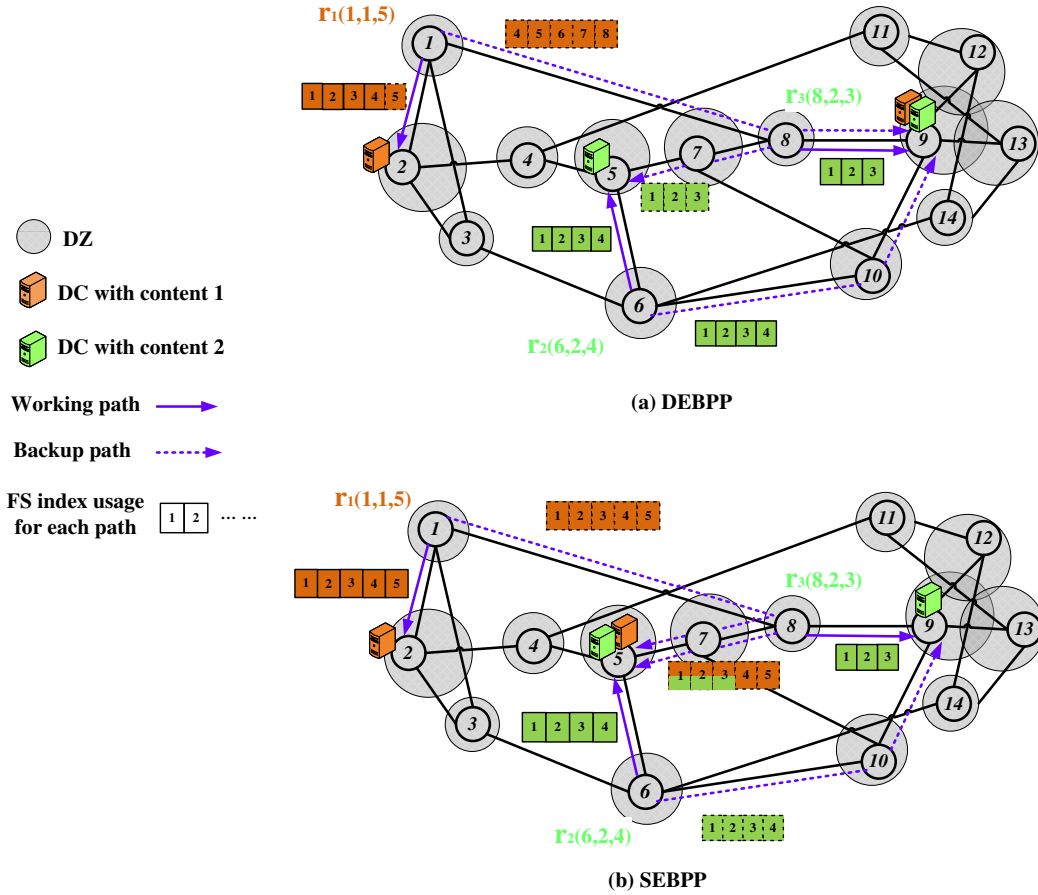 r1(1,1,5)
4 5 6 7 8
11
12
1
1 2 3 4 5
r3(8,2,3)
8
9
13
2
4
5
7
1 2 3
1 2 3
3
1 2 3 4
14
10
6
1 2 3 4
r2(6,2,4)
(a) DEBPP
DZ
DC with content 1
DC with content 2
Working path
Backup path
FS index usage
for each path
1 2 ... ...
r1(1,1,5)
1 2 3 4 5
11
12
1
1 2 3 4 5
r3(8,2,3)
8
9
13
2
4
5
7
1 2 3
1 2 3 4 5
3
1 2 3 4
14
10
6
1 2 3 4
r2(6,2,4)
(b) SEBPP